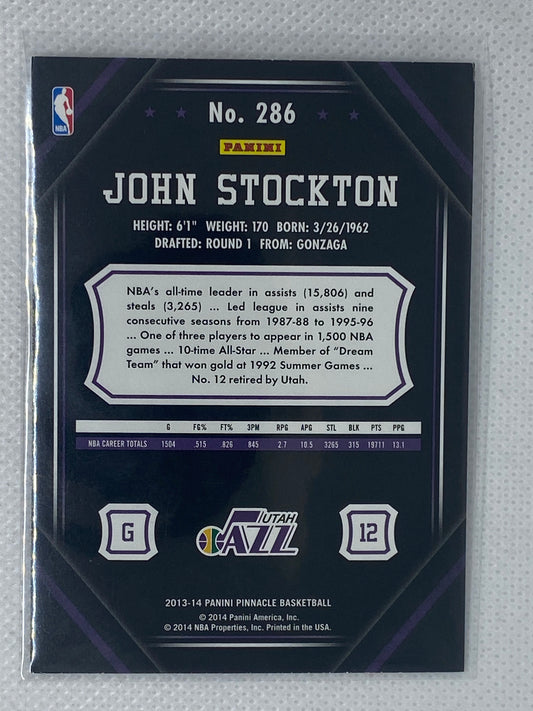 NBA
No. 286
PANINI
JOHN STOCKTON
HEIGHT: 6'1" WEIGHT: 170 BORN: 3/26/1962
DRAFTED: ROUND 1 FROM: GONZAGA
NBA's all-time leader in assists (15,806) and
steals (3,265) ... Led league in assists nine
consecutive seasons from 1987-88 to 1995-96
... One of three players to appear in 1,500 NBA
games ... 10-time All-Star ... Member of "Dream
Team" that won gold at 1992 Summer Games ...
No. 12 retired by Utah.
G FG% FT% 3PM RPG APG STL BLK PTS PPG
NBA CAREER TOTALS 1504 .515 .826 845 2.7 10.5 3265 315 19711 13.1
G
UTAH
JAZZ
12
2013-14 PANINI PINNACLE BASKETBALL
© 2014 Panini America, Inc.
© 2014 NBA Properties, Inc. Printed in the USA.